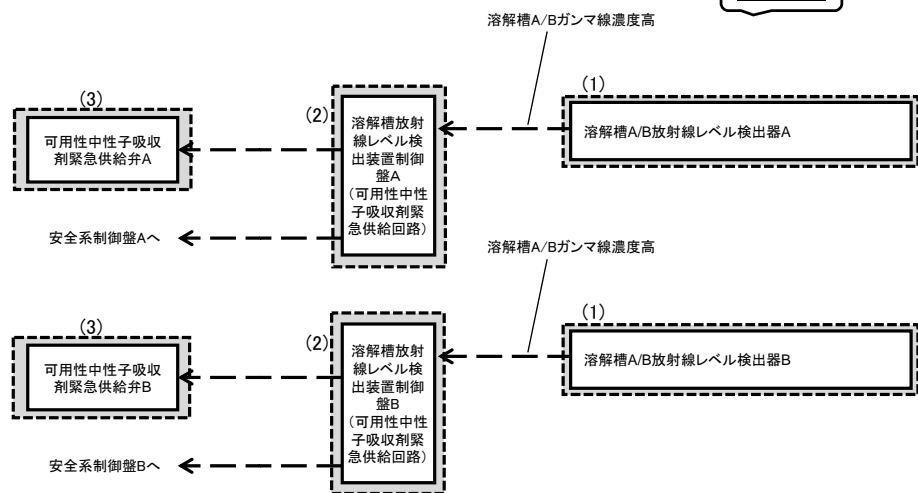 溶解槽A/Bガンマ線濃度高
(1)
溶解槽A/B放射線レベル検出器A
(2)
溶解槽放射
線レベル検
出装置制御
盤A
（可用性中性
子吸収剤緊
急供給回路）
(3)
可用性中性子吸収
剤緊急供給弁A
安全系制御盤Aへ
溶解槽A/Bガンマ線濃度高
(1)
溶解槽A/B放射線レベル検出器B
(2)
溶解槽放射
線レベル検
出装置制御
盤B
（可用性中性
子吸収剤緊
急供給回路）
(3)
可用性中性子吸収
剤緊急供給弁B
安全系制御盤Bへ